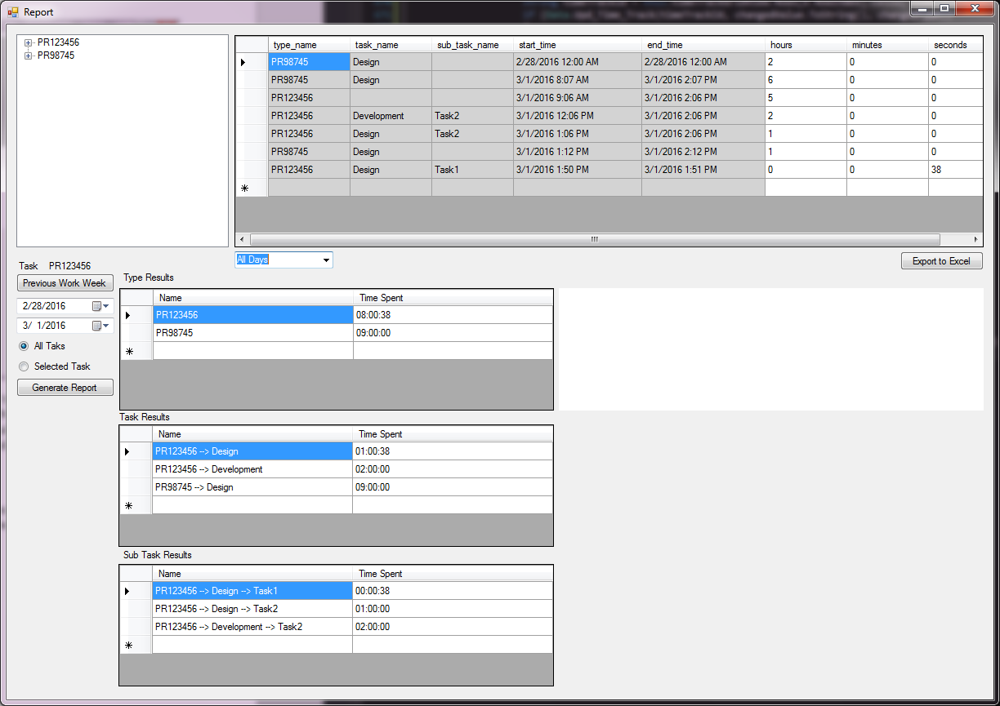 Report
PR123456
PR98745
type_name task_name sub_task_name start_time end_time hours minutes seconds
PR98745 Design 2/28/2016 12:00 AM 2/28/2016 12:00 AM 2 0 0
PR98745 Design 3/1/2016 8:07 AM 3/1/2016 2:07 PM 6 0 0
PR123456 3/1/2016 9:06 AM 3/1/2016 2:06 PM 5 0 0
PR123456 Development Task2 3/1/2016 12:06 PM 3/1/2016 2:06 PM 2 0 0
PR123456 Design Task2 3/1/2016 1:06 PM 3/1/2016 2:06 PM 1 0 0
PR98745 Design 3/1/2016 1:12 PM 3/1/2016 2:12 PM 1 0 0
PR123456 Design Task1 3/1/2016 1:50 PM 3/1/2016 1:51 PM 0 0 38
All Days
Export to Excel
Task PR123456
Previous Work Week
2/28/2016
3/ 1/2016
All Taks
Selected Task
Generate Report
Type Results
Name Time Spent
PR123456 08:00:38
PR98745 09:00:00
Task Results
Name Time Spent
PR123456 --> Design 01:00:38
PR123456 --> Development 02:00:00
PR98745 --> Design 09:00:00
Sub Task Results
Name Time Spent
PR123456 --> Design --> Task1 00:00:38
PR123456 --> Design --> Task2 01:00:00
PR123456 --> Development --> Task2 02:00:00